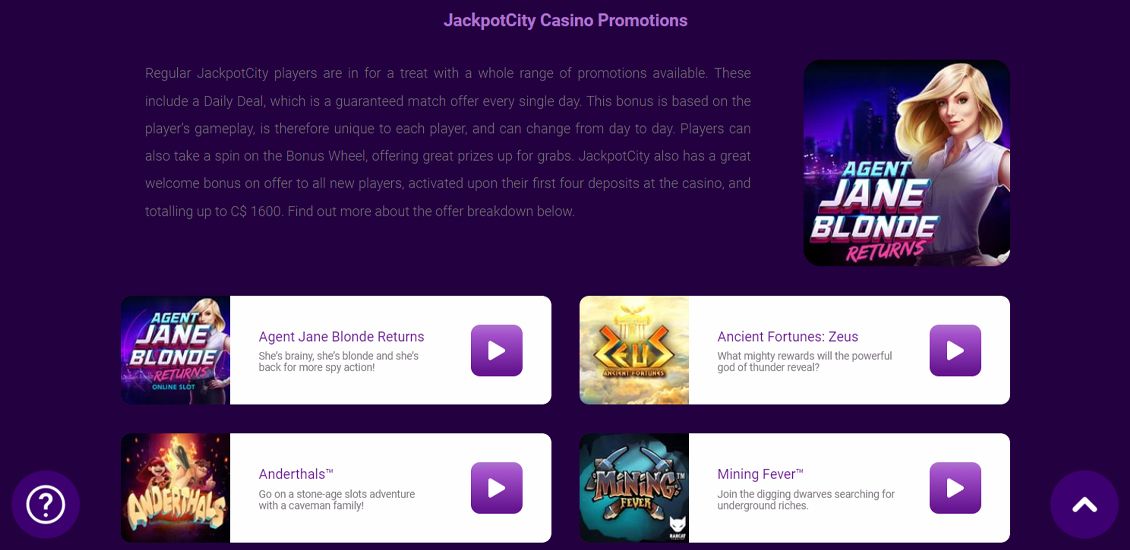 JackpotCity Casino Promotions
Regular JackpotCity players are in for a treat with a whole range of promotions available. These
include a Daily Deal, which is a guaranteed match offer every single day. This bonus is based on the
player's gameplay, is therefore unique to each player, and can change from day to day. Players can
also take a spin on the Bonus Wheel, offering great prizes up for grabs. JackpotCity also has a great
welcome bonus on offer to all new players, activated upon their first four deposits at the casino, and
totalling up to C$ 1600. Find out more about the offer breakdown below.
AGENT
JANE
BLONDE
RETURNS
AGENT
JANE
BLONDE
RETURNS
ONLINE SLOT
Agent Jane Blonde Returns
She's brainy, she's blonde and she's
back for more spy action!
ZEUS
ANCIENT FORTUNES
Ancient Fortunes: Zeus
What mighty rewards will the powerful
god of thunder reveal?
ANDERTHALS
Anderthals™
Go on a stone-age slots adventure
with a caveman family!
MINING™
FEVER
RABCAT
Mining Fever™
Join the digging dwarves searching for
underground riches.
?